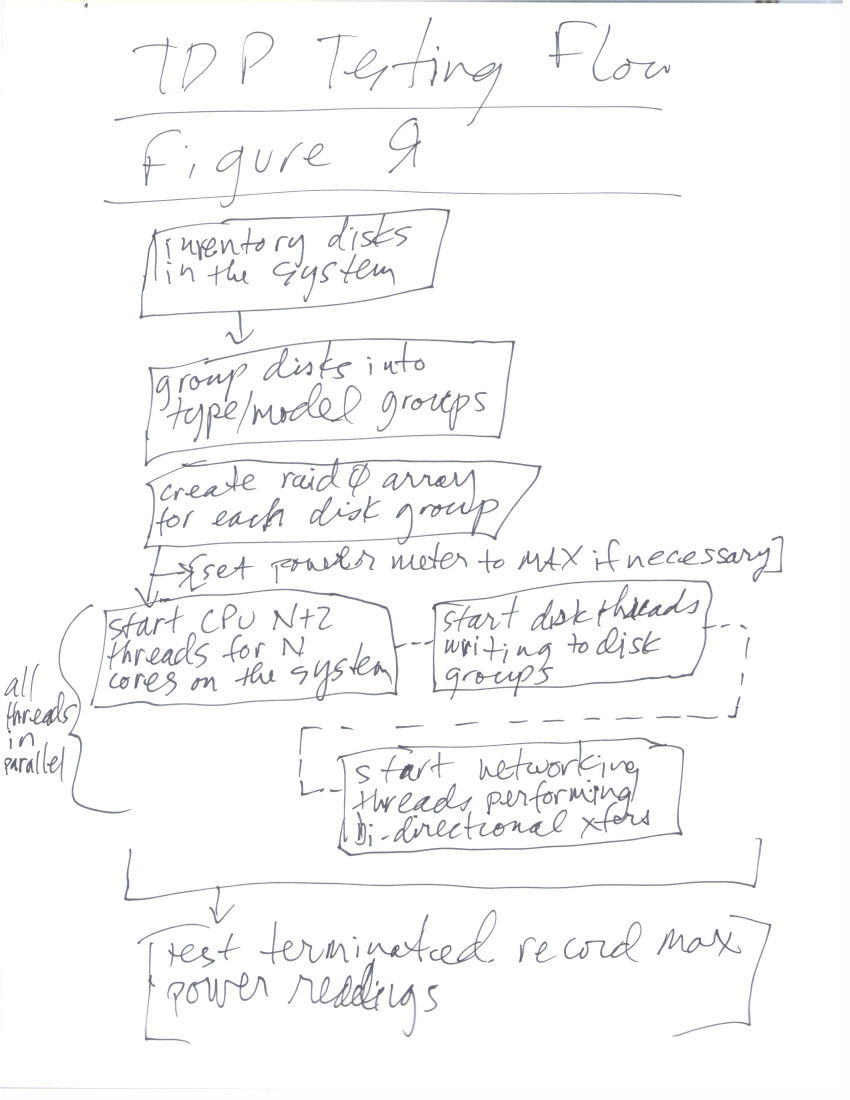 TDP Testing Flow
Figure 9
inventory disks
in the system
group disks into
type/model groups
create raid 0 array
for each disk group
[set power meter to MAX if necessary]
start CPU N+2
threads for N
cores on the system
start disk threads
writing to disk
groups
all
threads
in
parallel
start networking
threads performing
bi-directional xfers
test terminated record max
power readings